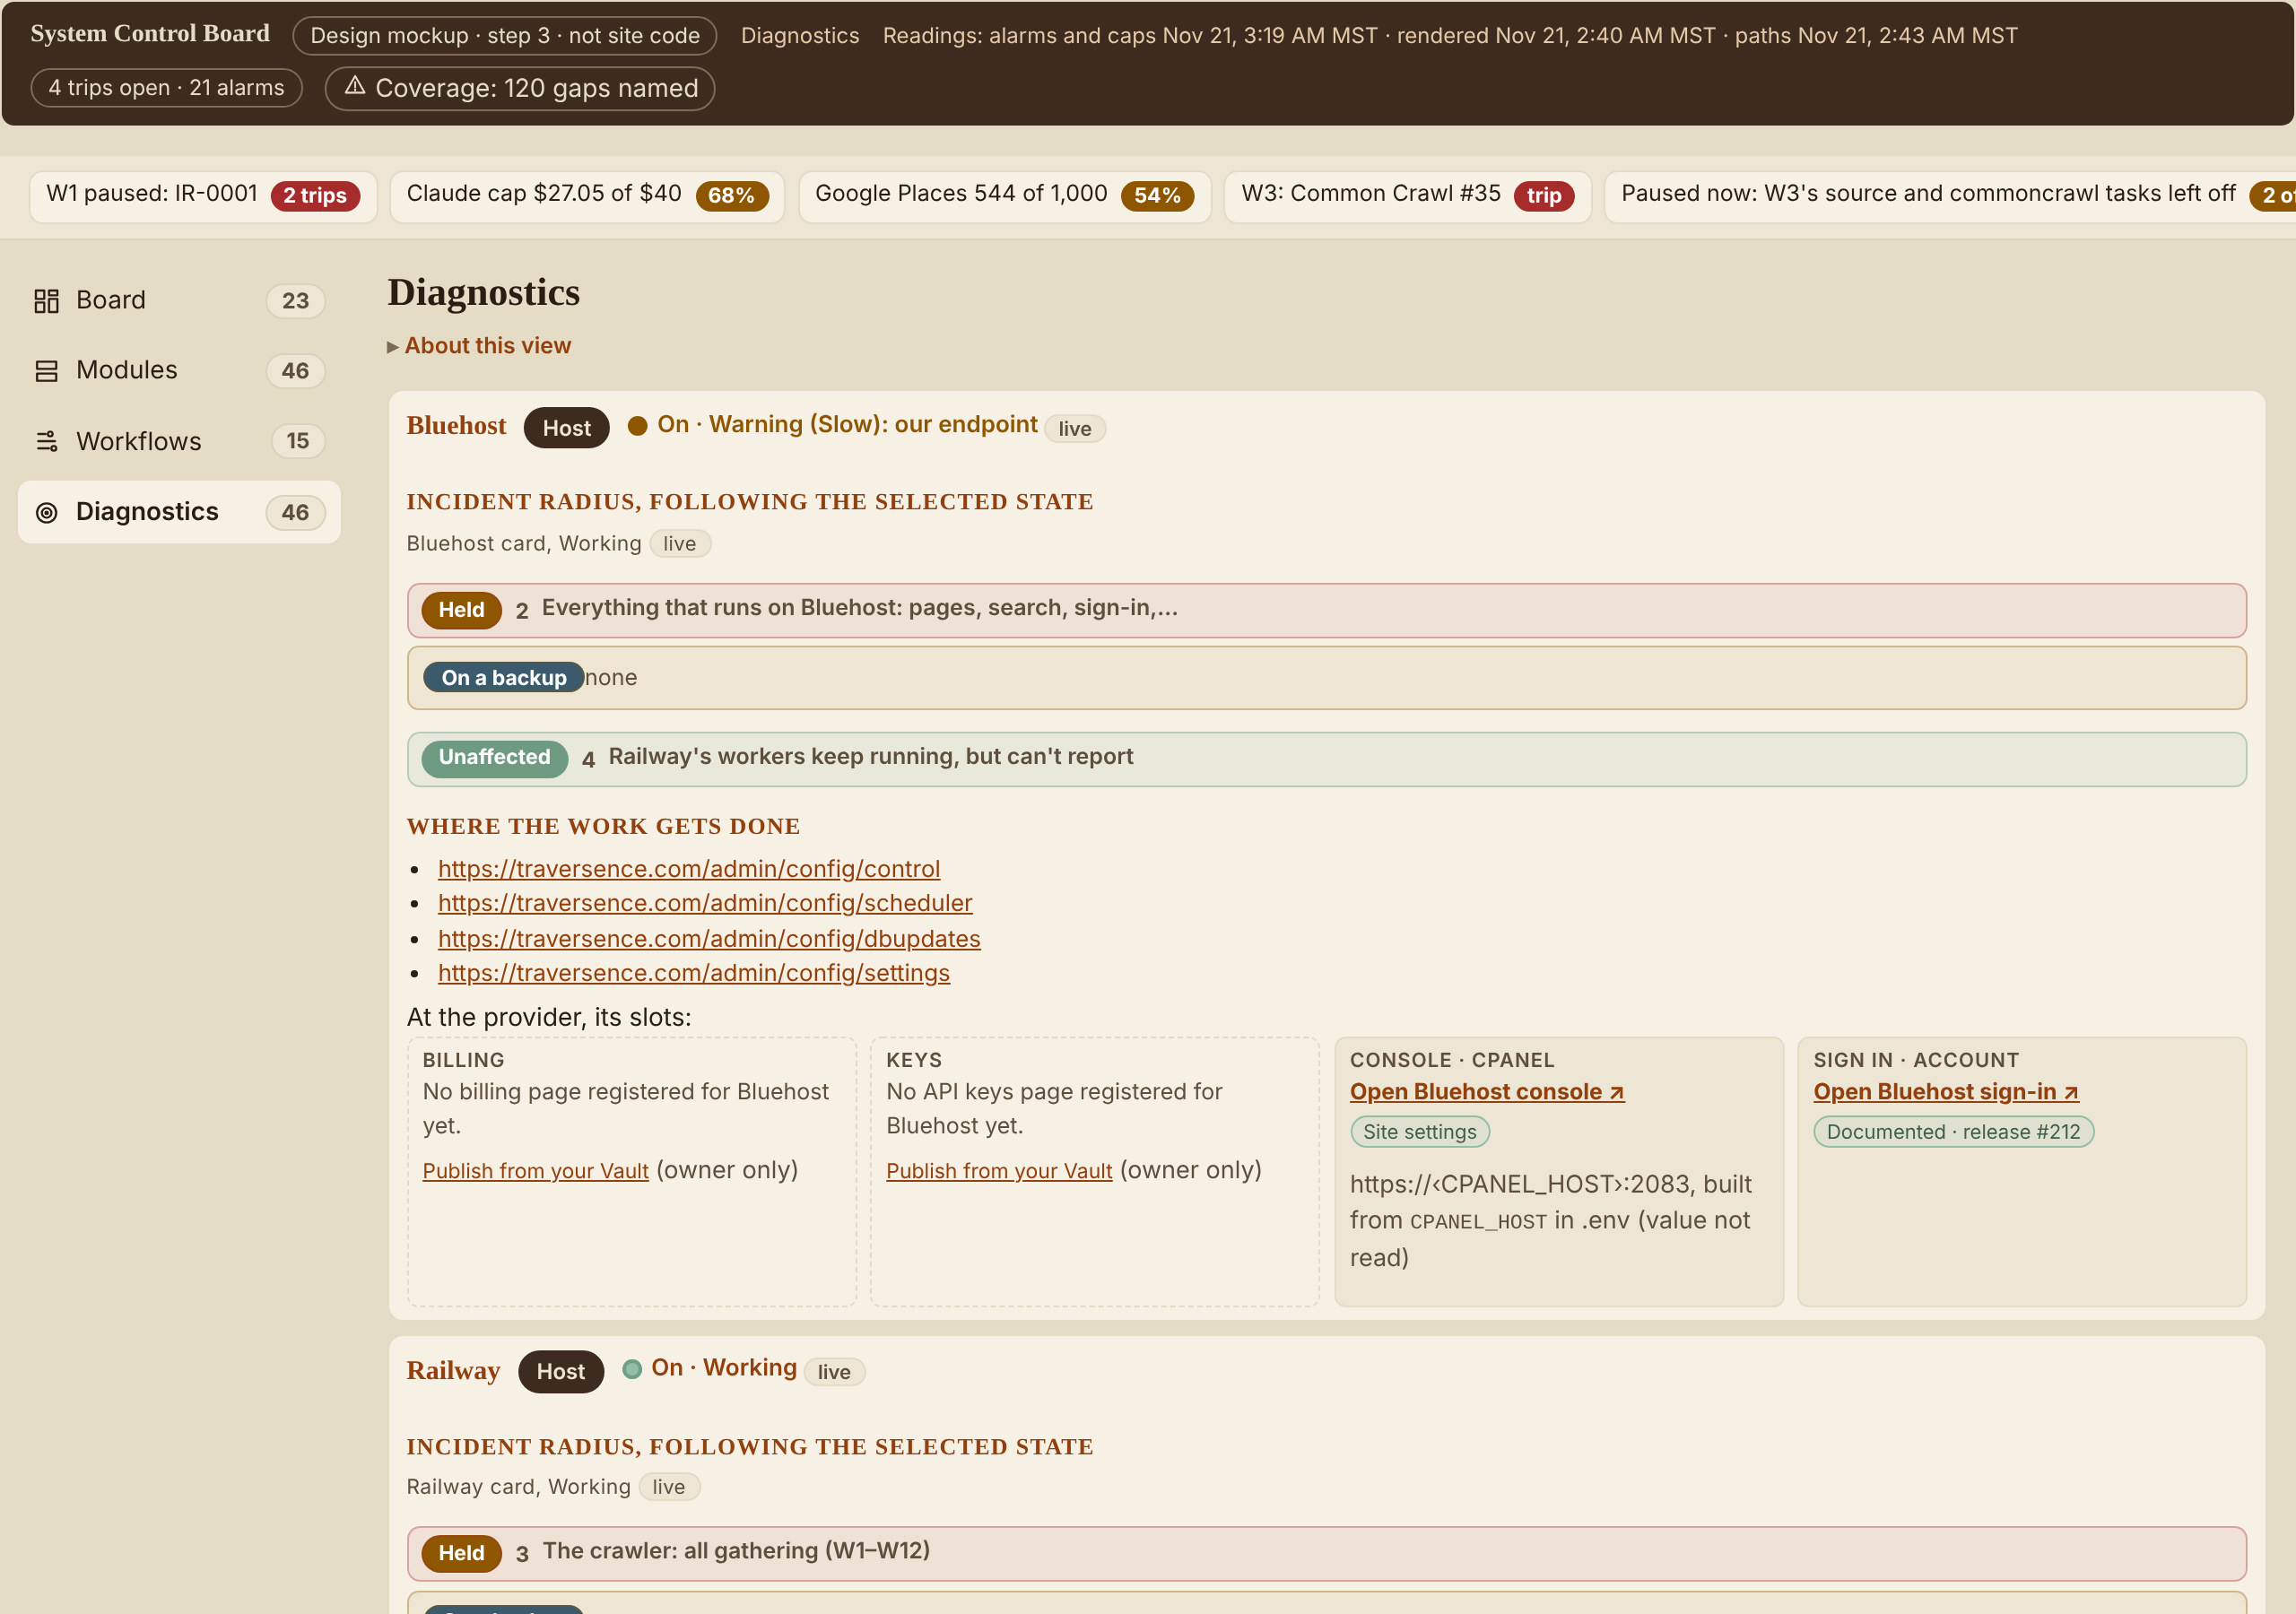 System Control Board
Design mockup · step 3 · not site code
Diagnostics
Readings: alarms and caps Nov 21, 3:19 AM MST · rendered Nov 21, 2:40 AM MST · paths Nov 21, 2:43 AM MST
4 trips open · 21 alarms
⚠ Coverage: 120 gaps named
W1 paused: IR-0001 2 trips
Claude cap $27.05 of $40 68%
Google Places 544 of 1,000 54%
W3: Common Crawl #35 trip
Paused now: W3's source and commoncrawl tasks left off 2 of
Board 23
Modules 46
Workflows 15
Diagnostics 46
Diagnostics
▸ About this view
Bluehost Host On · Warning (Slow): our endpoint live
INCIDENT RADIUS, FOLLOWING THE SELECTED STATE
Bluehost card, Working live
Held 2 Everything that runs on Bluehost: pages, search, sign-in,…
On a backup none
Unaffected 4 Railway's workers keep running, but can't report
WHERE THE WORK GETS DONE
• https://traversence.com/admin/config/control
• https://traversence.com/admin/config/scheduler
• https://traversence.com/admin/config/dbupdates
• https://traversence.com/admin/config/settings
At the provider, its slots:
BILLING
No billing page registered for Bluehost
yet.
Publish from your Vault (owner only)
KEYS
No API keys page registered for
Bluehost yet.
Publish from your Vault (owner only)
CONSOLE · CPANEL
Open Bluehost console ↗
Site settings
https://‹CPANEL_HOST›:2083, built
from CPANEL_HOST in .env (value not
read)
SIGN IN · ACCOUNT
Open Bluehost sign-in ↗
Documented · release #212
Railway Host On · Working live
INCIDENT RADIUS, FOLLOWING THE SELECTED STATE
Railway card, Working live
Held 3 The crawler: all gathering (W1–W12)